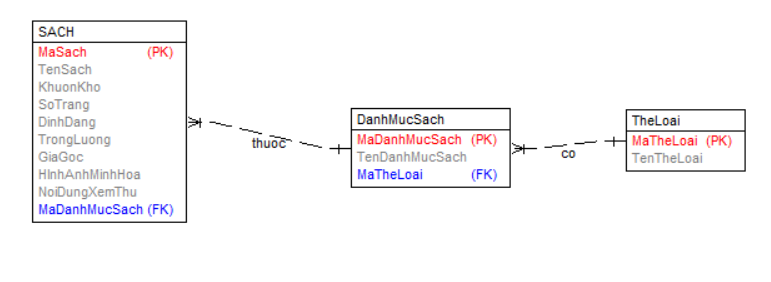 SACH
MaSach (PK)
TenSach
KhuonKho
SoTrang
DinhDang
TrongLuong
GiaGoc
HInhAnhMinhHoa
NoiDungXemThu
MaDanhMucSach (FK)
thuoc
DanhMucSach
MaDanhMucSach (PK)
TenDanhMucSach
MaTheLoai (FK)
co
TheLoai
MaTheLoai (PK)
TenTheLoai